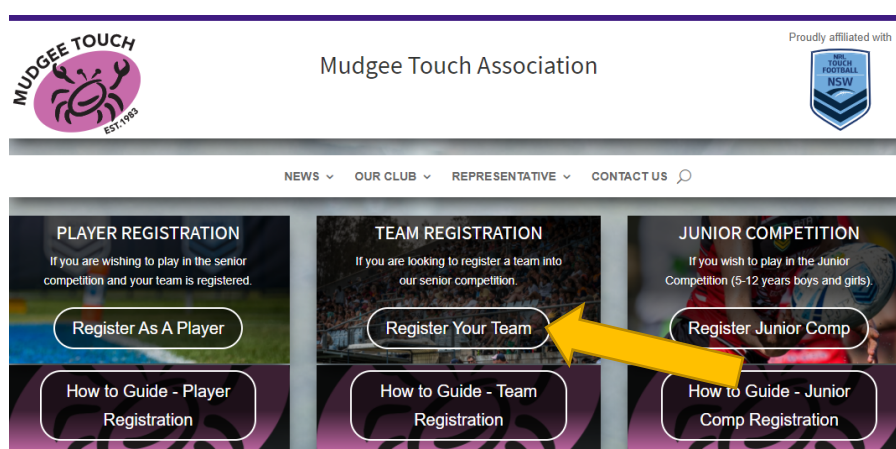 MUDGEE TOUCH
EST.1983
Mudgee Touch Association
Proudly affiliated with
NRL
TOUCH
FOOTBALL
NSW
NEWS OUR CLUB REPRESENTATIVE CONTACT US
PLAYER REGISTRATION
If you are wishing to play in the senior
competition and your team is registered.
Register As A Player
How to Guide - Player
Registration
TEAM REGISTRATION
If you are looking to register a team into
our senior competition.
Register Your Team
How to Guide - Team
Registration
JUNIOR COMPETITION
If you wish to play in the Junior
Competition (5-12 years boys and girls).
Register Junior Comp
How to Guide - Junior
Comp Registration